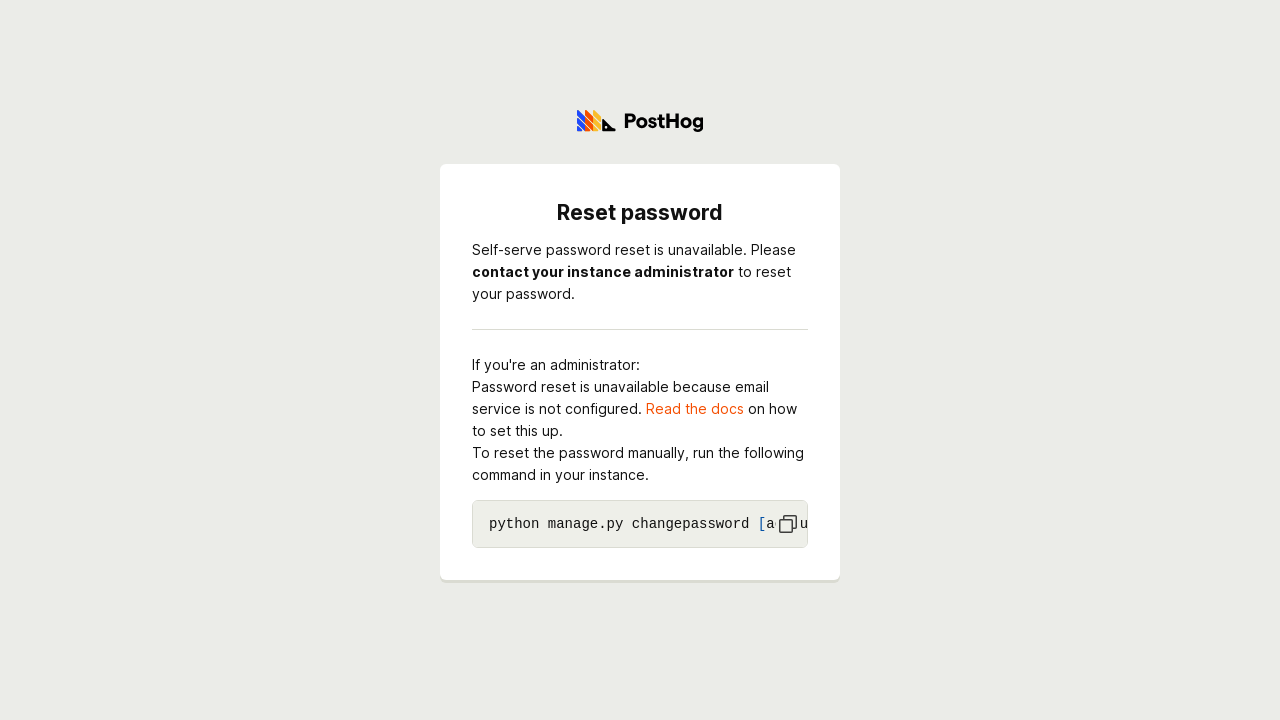 PostHog
Reset password
Self-serve password reset is unavailable. Please
contact your instance administrator to reset
your password.
If you're an administrator:
Password reset is unavailable because email
service is not configured. Read the docs on how
to set this up.
To reset the password manually, run the following
command in your instance.
python manage.py changepassword [a